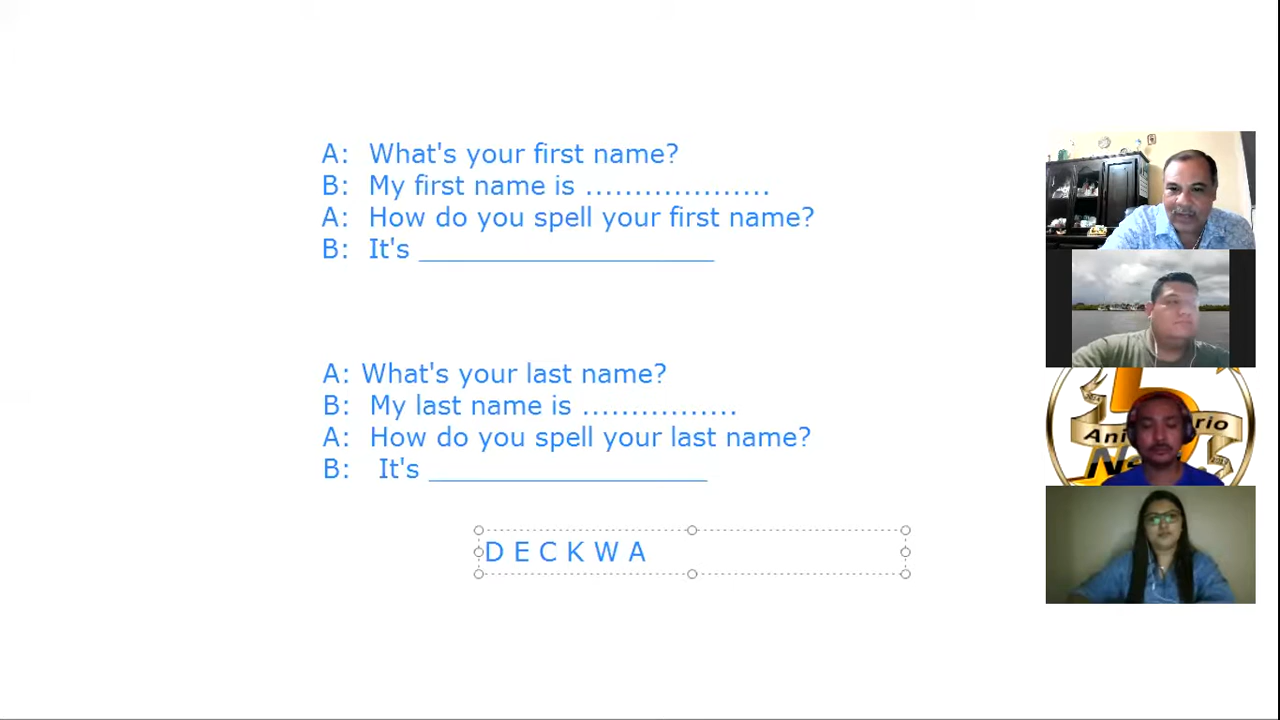 A: What's your first name?
B: My first name is ...................
A: How do you spell your first name?
B: It's _____________________
A: What's your last name?
B: My last name is ................
A: How do you spell your last name?
B: It's ____________________
D E C K W A